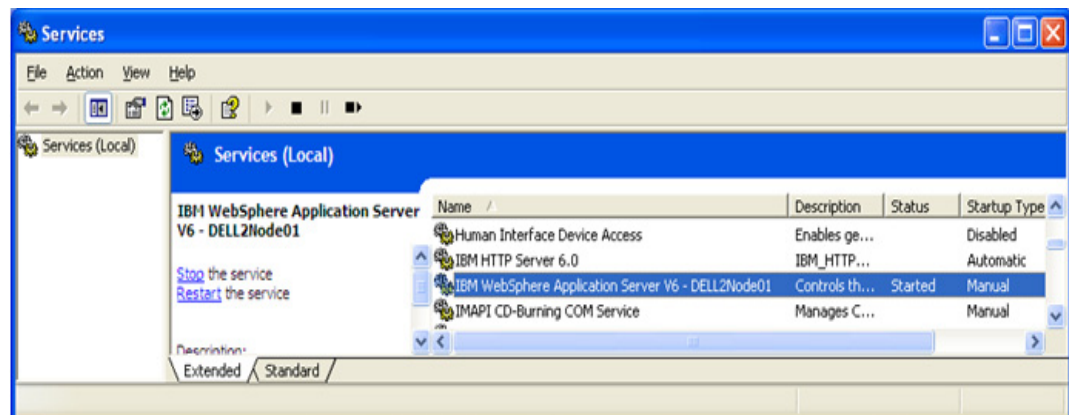 Services
File Action View Help
Services (Local)
Services (Local)
IBM WebSphere Application Server
V6 - DELL2Node01
Stop the service
Restart the service
Description:
Name Description Status Startup Type
Human Interface Device Access Enables ge... Disabled
IBM HTTP Server 6.0 IBM_HTTP... Automatic
IBM WebSphere Application Server V6 - DELL2Node01 Controls th... Started Manual
IMAPI CD-Burning COM Service Manages C... Manual
Extended Standard